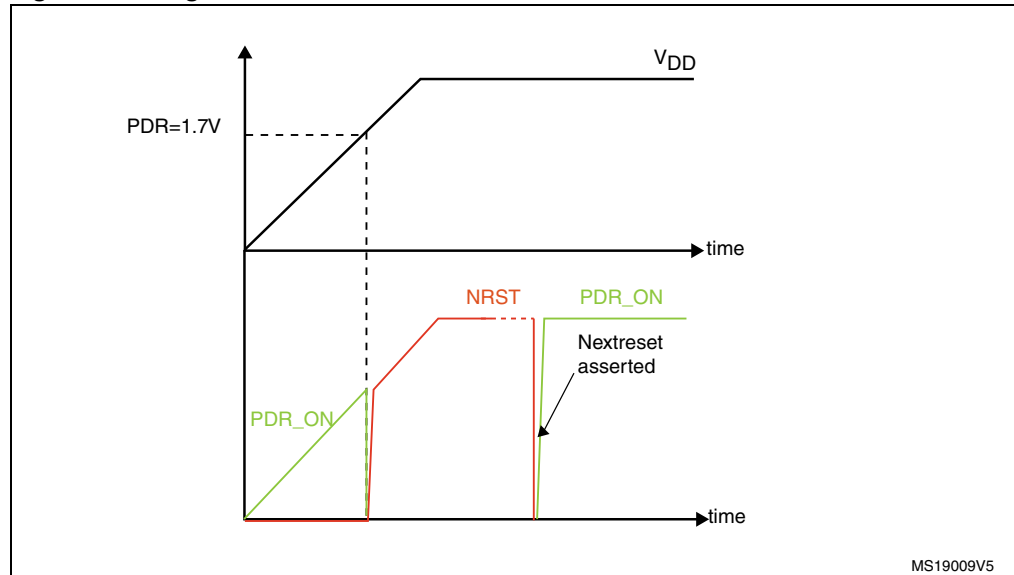 VDD
PDR=1.7V
time
NRST
PDR_ON
Nextreset
asserted
PDR_ON
time
MS19009V5